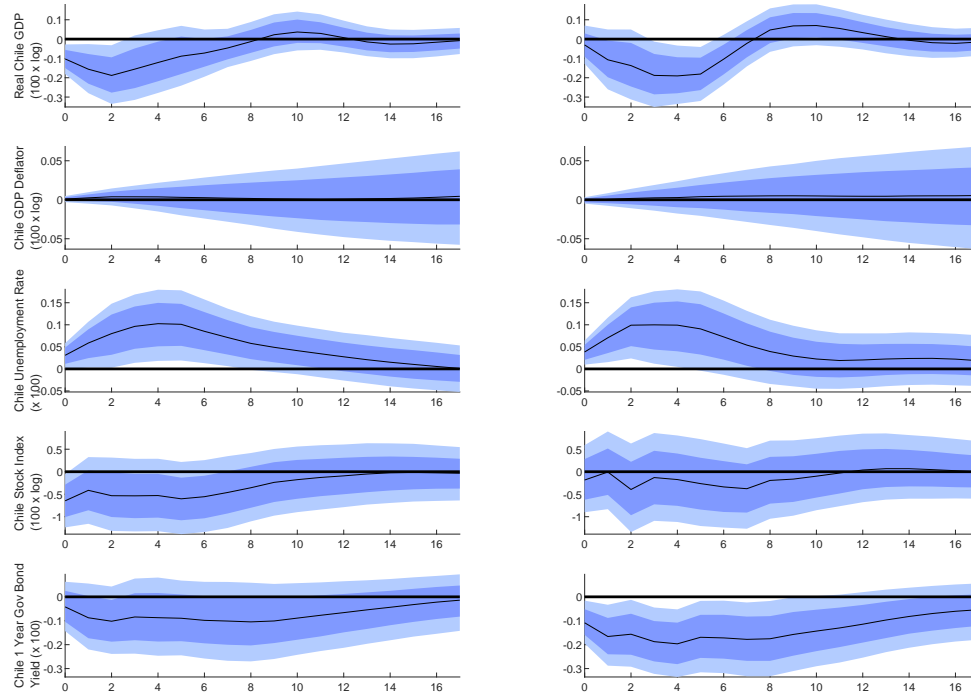 Real Chile GDP
(100 x log)
0.1
0
-0.1
-0.2
-0.3
0 2 4 6 8 10 12 14 16
0.1
0
-0.1
-0.2
-0.3
0 2 4 6 8 10 12 14 16
Chile GDP Deflator
(100 x log)
0.05
0
-0.05
0 2 4 6 8 10 12 14 16
0.05
0
-0.05
0 2 4 6 8 10 12 14 16
Chile Unemployment Rate
(x 100)
0.15
0.1
0.05
0
-0.05
0 2 4 6 8 10 12 14 16
0.15
0.1
0.05
0
-0.05
0 2 4 6 8 10 12 14 16
Chile Stock Index
(100 x log)
0.5
0
-0.5
-1
0 2 4 6 8 10 12 14 16
0.5
0
-0.5
-1
0 2 4 6 8 10 12 14 16
Chile 1 Year Gov Bond
Yield (x 100)
0
-0.1
-0.2
-0.3
0 2 4 6 8 10 12 14 16
0
-0.1
-0.2
-0.3
0 2 4 6 8 10 12 14 16